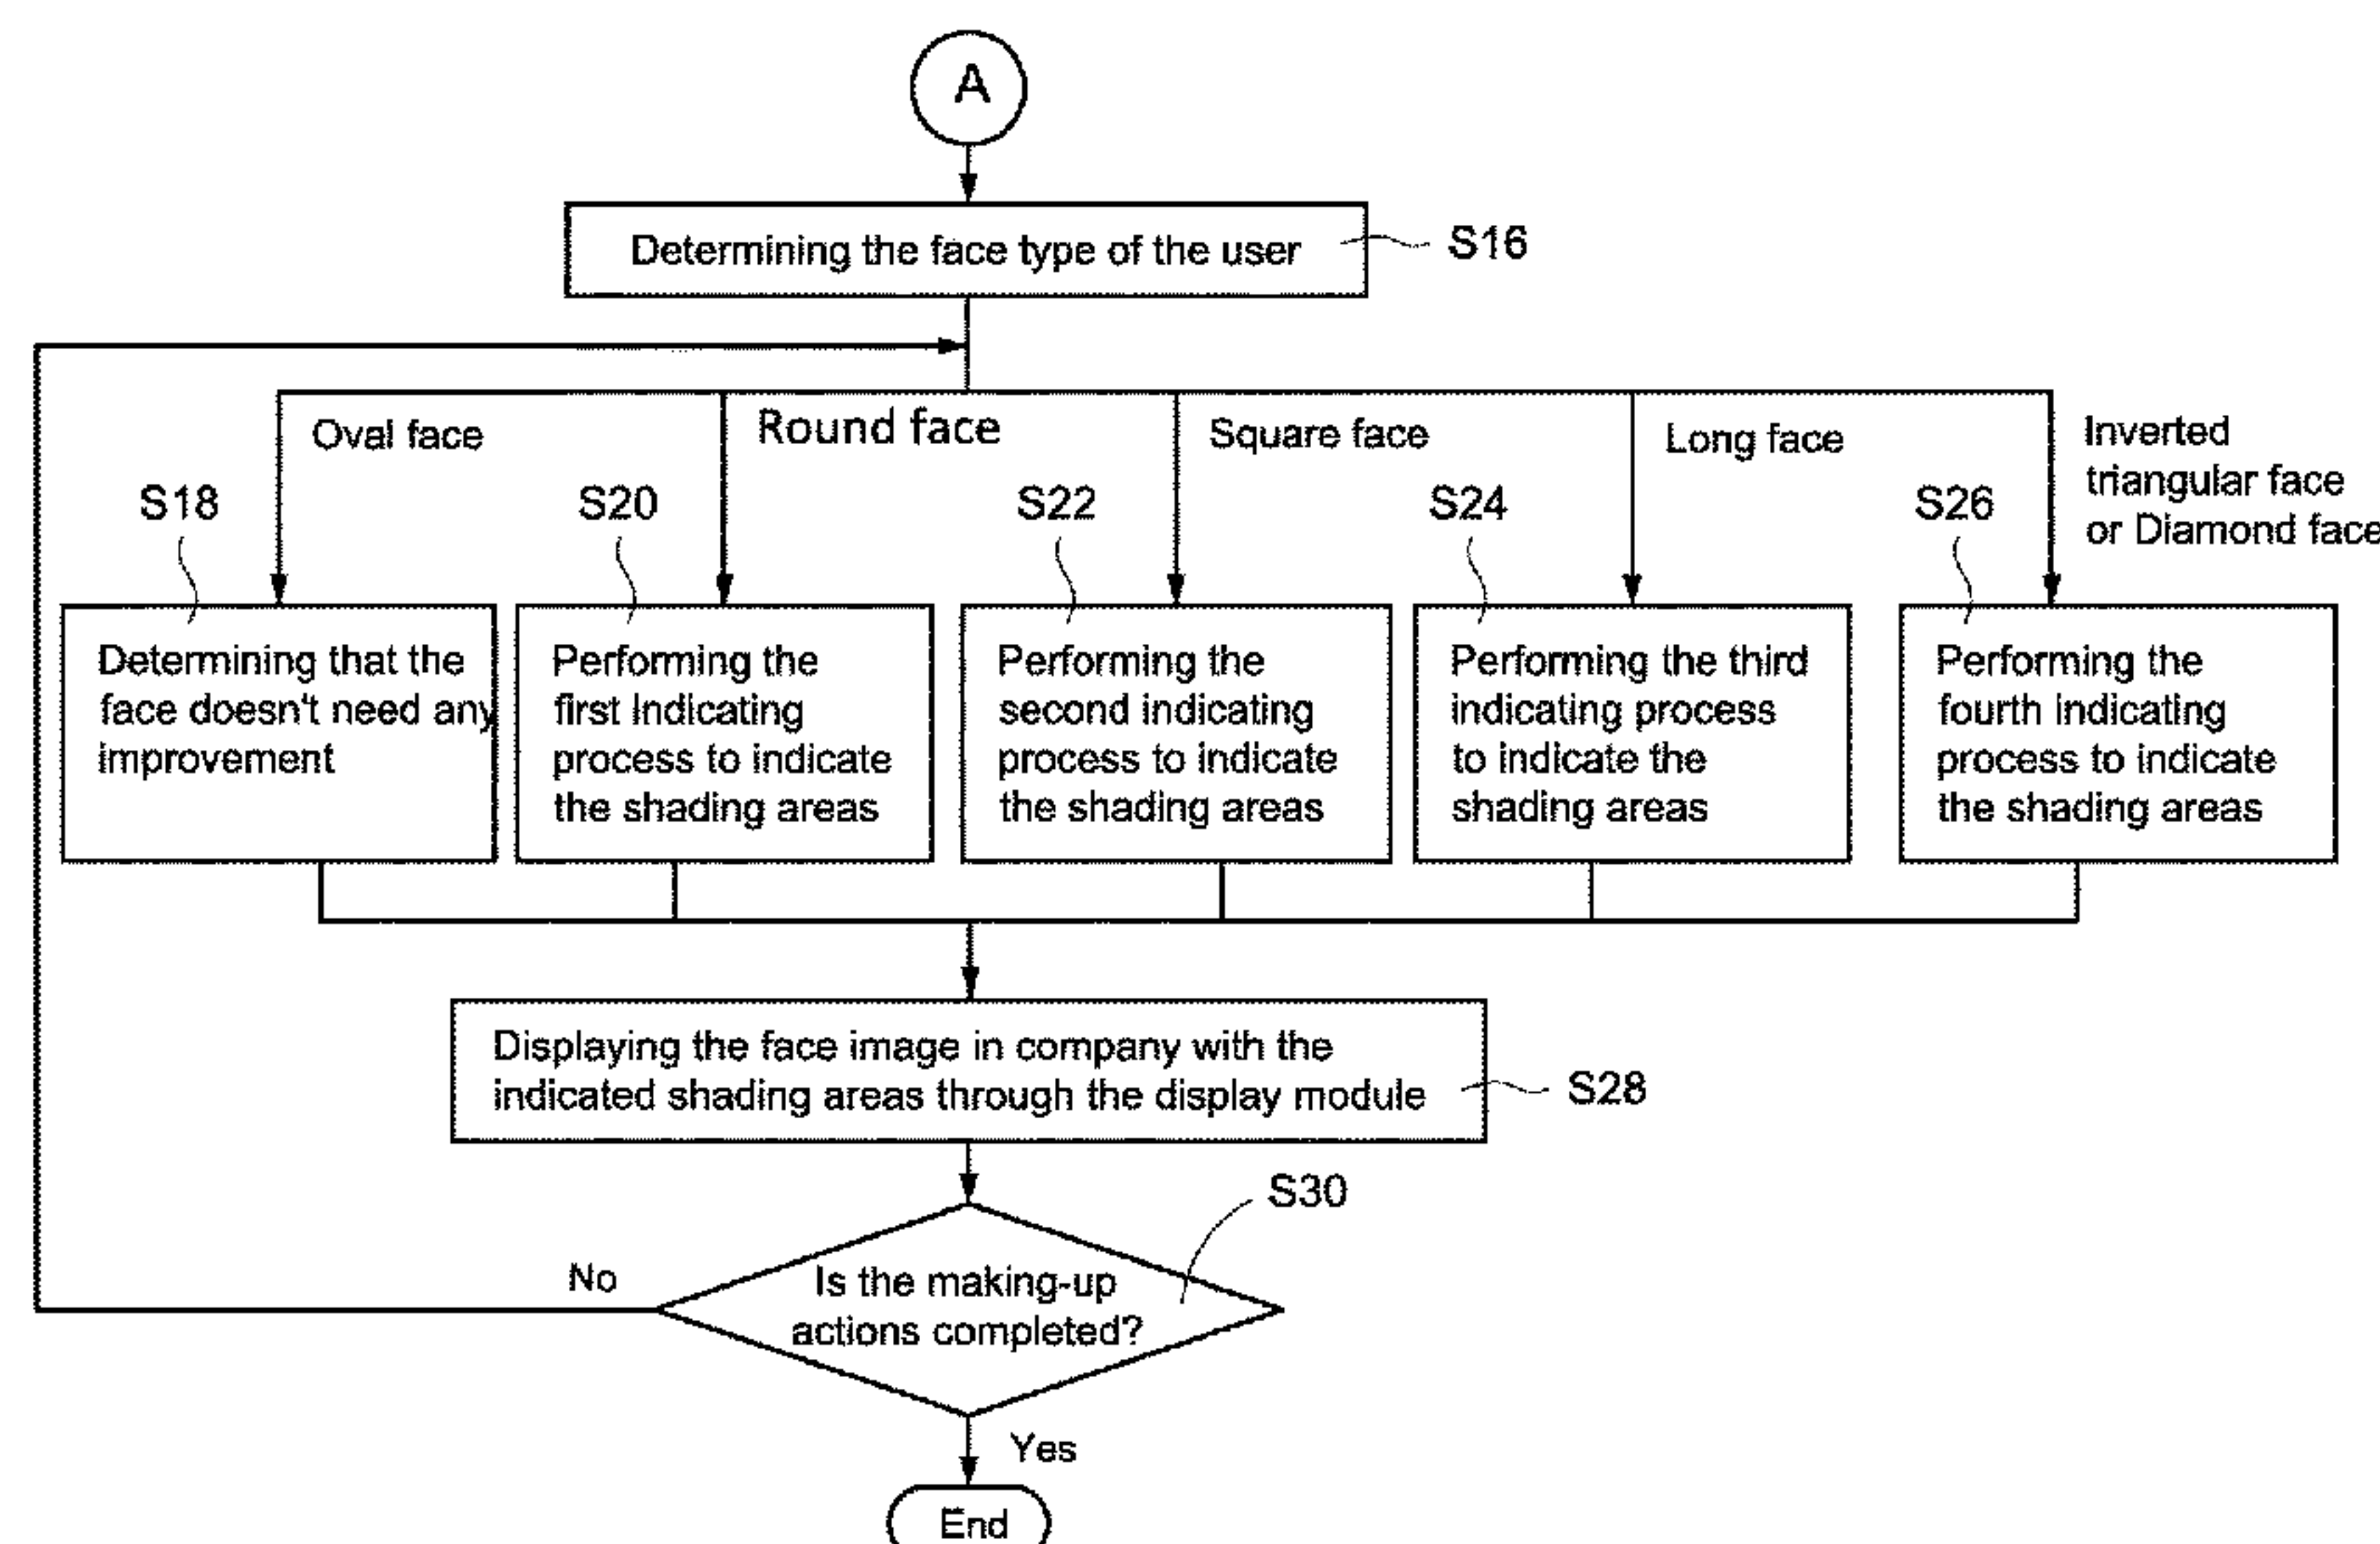 A
Determining the face type of the user
S16
Oval face
Round face
Square face
Long face
Inverted
triangular face
or Diamond face
S18
S20
S22
S24
S26
Determining that the
face doesn't need any
improvement
Performing the
first Indicating
process to indicate
the shading areas
Performing the
second indicating
process to indicate
the shading areas
Performing the third
indicating process
to indicate the
shading areas
Performing the
fourth indicating
process to indicate
the shading areas
Displaying the face image in company with the
indicated shading areas through the display module
S28
S30
No
Is the making-up
actions completed?
Yes
End